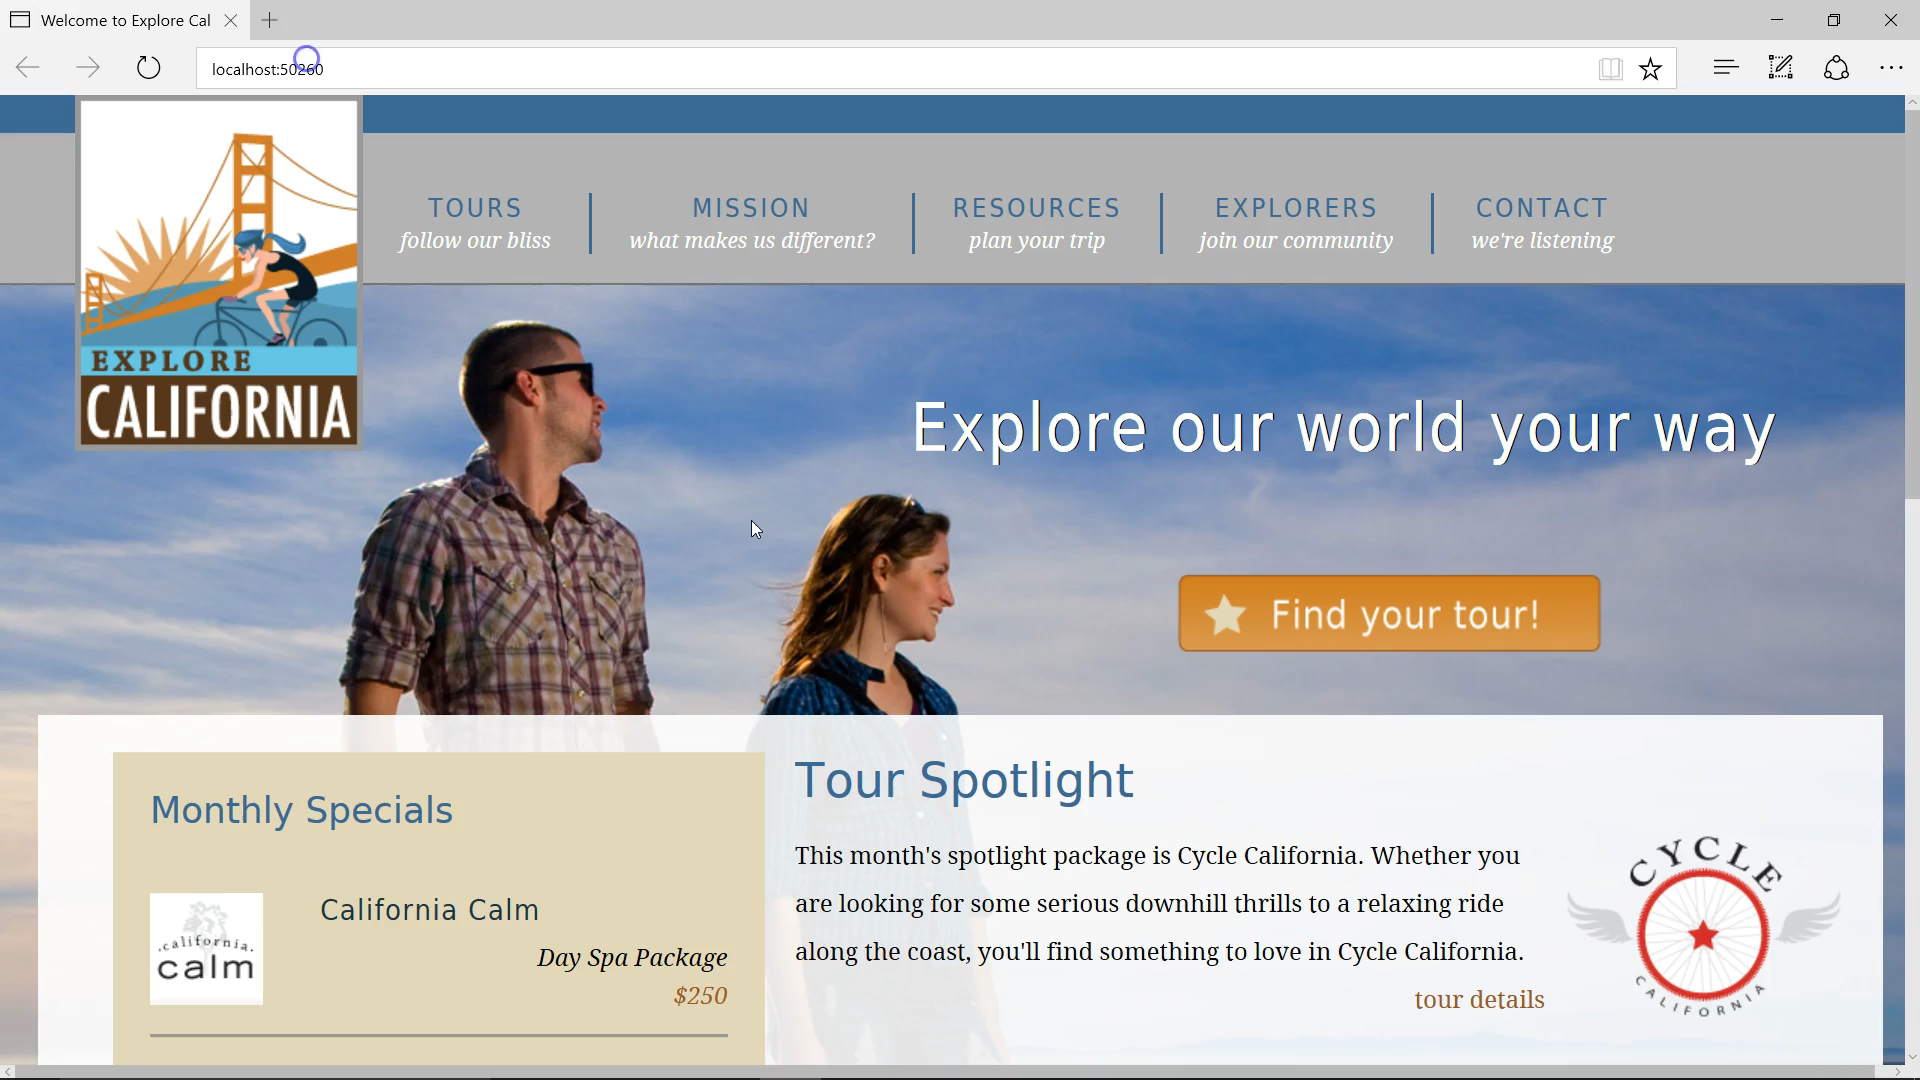 Welcome to Explore Cal
localhost:50260
TOURS
follow our bliss
MISSION
what makes us different?
RESOURCES
plan your trip
EXPLORERS
join our community
CONTACT
we're listening
EXPLORE
CALIFORNIA
Explore our world your way
Find your tour!
Monthly Specials
.california.
calm
California Calm
Day Spa Package
$250
Tour Spotlight
This month's spotlight package is Cycle California. Whether you
are looking for some serious downhill thrills to a relaxing ride
along the coast, you'll find something to love in Cycle California.
tour details
CYCLE
CALIFORNIA